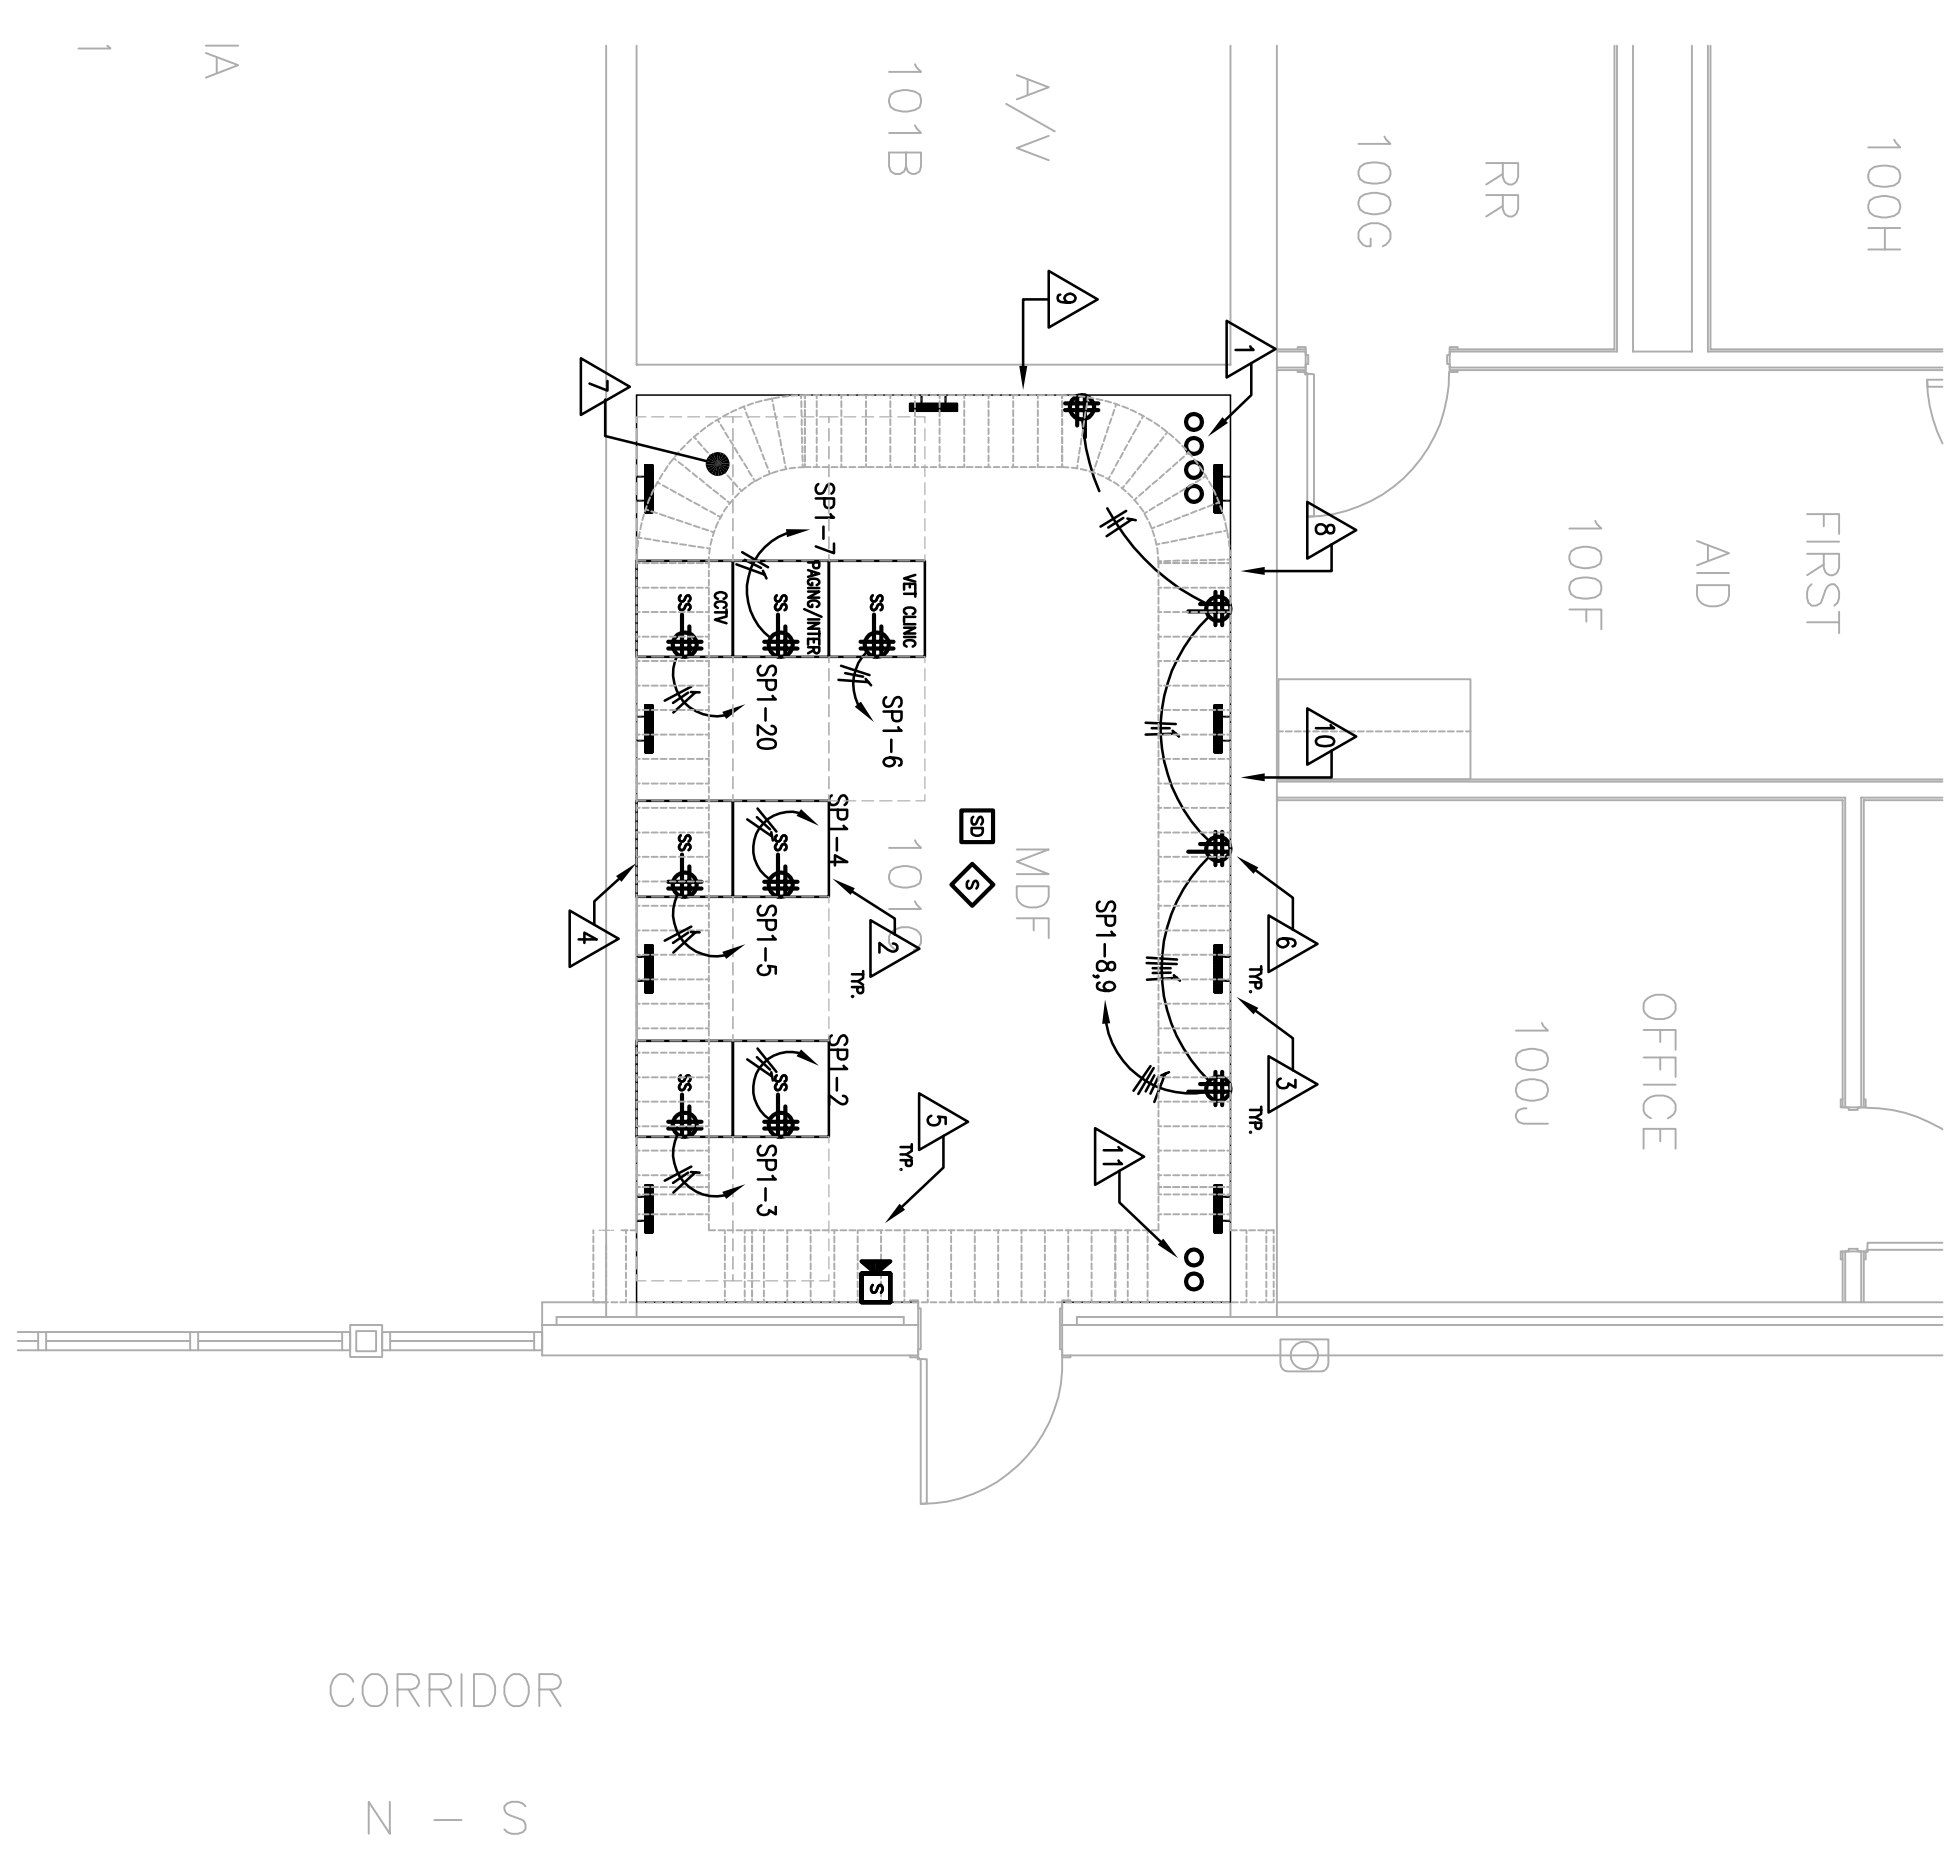 1
IA
A/V
101B
RR
100G
100H
9
1
7
8
FIRST
AID
100F
SP1-7
CCTV
PAGING/INTER
VET CLINIC
SS
SS
SS
SP1-20
SP1-6
10
SP1-4
SD
S
MDF
SS
SS
SP1-5
4
2
TYP.
SP1-8,9
6
TYP.
3
TYP.
OFFICE
100J
SP1-2
SS
SS
SP1-3
5
TYP.
11
S
CORRIDOR
N - S